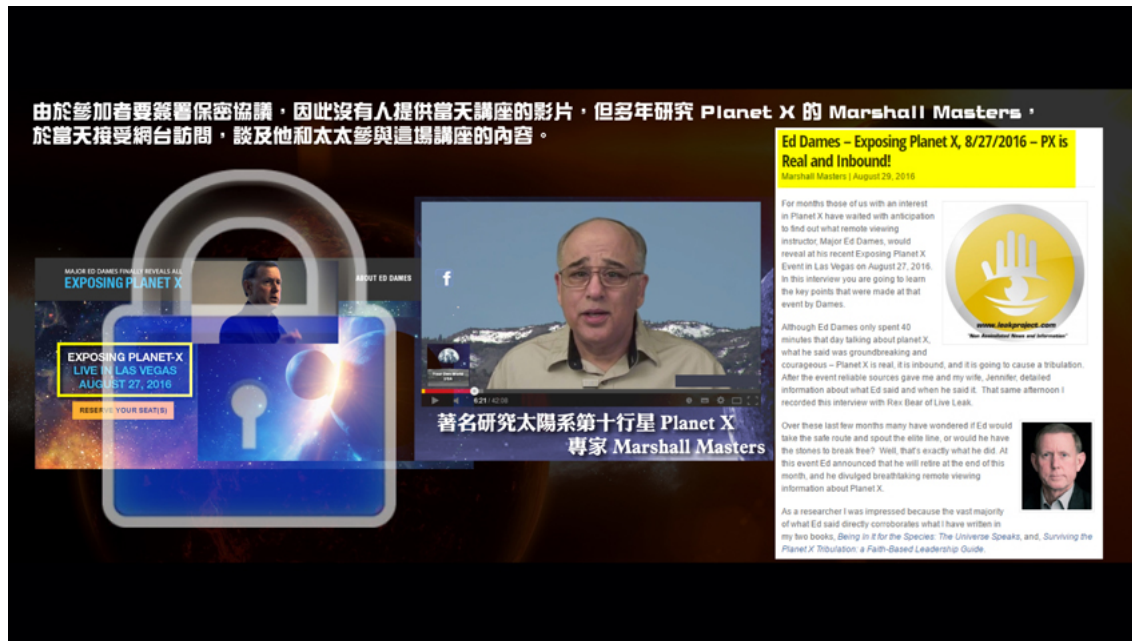 由於參加者要簽署保密協議，因此沒有人提供當天講座的影片，但多年研究 Planet X 的 Marshall Masters，
於當天接受網台訪問，談及他和太太參與這場講座的內容。
MAJOR ED DAMES FINALLY REVEALS ALL
EXPOSING PLANET X
ABOUT ED DAMES
EXPOSING PLANET-X
LIVE IN LAS VEGAS
AUGUST 27, 2016
RESERVE YOUR SEAT(S)
f
6:21 / 42:08
著名研究太陽系第十行星 Planet X
專家 Marshall Masters
Ed Dames – Exposing Planet X, 8/27/2016 – PX is
Real and Inbound!
Marshall Masters | August 29, 2016
For months those of us with an interest
in Planet X have waited with anticipation
to find out what remote viewing
instructor, Major Ed Dames, would
reveal at his recent Exposing Planet X
Event in Las Vegas on August 27, 2016.
In this interview you are going to learn
the key points that were made at that
event by Dames.
www.leakproject.com
"Non Assimilated News and Information"
Although Ed Dames only spent 40
minutes that day talking about planet X,
what he said was groundbreaking and
courageous – Planet X is real, it is inbound, and it is going to cause a tribulation.
After the event reliable sources gave me and my wife, Jennifer, detailed
information about what Ed said and when he said it. That same afternoon I
recorded this interview with Rex Bear of Live Leak.
Over these last few months many have wondered if Ed would
take the safe route and spout the elite line, or would he have
the stones to break free? Well, that's exactly what he did. At
this event Ed announced that he will retire at the end of this
month, and he divulged breathtaking remote viewing
information about Planet X.
As a researcher I was impressed because the vast majority
of what Ed said directly corroborates what I have written in
my two books, Being in It for the Species: The Universe Speaks, and, Surviving the
Planet X Tribulation: a Faith-Based Leadership Guide.